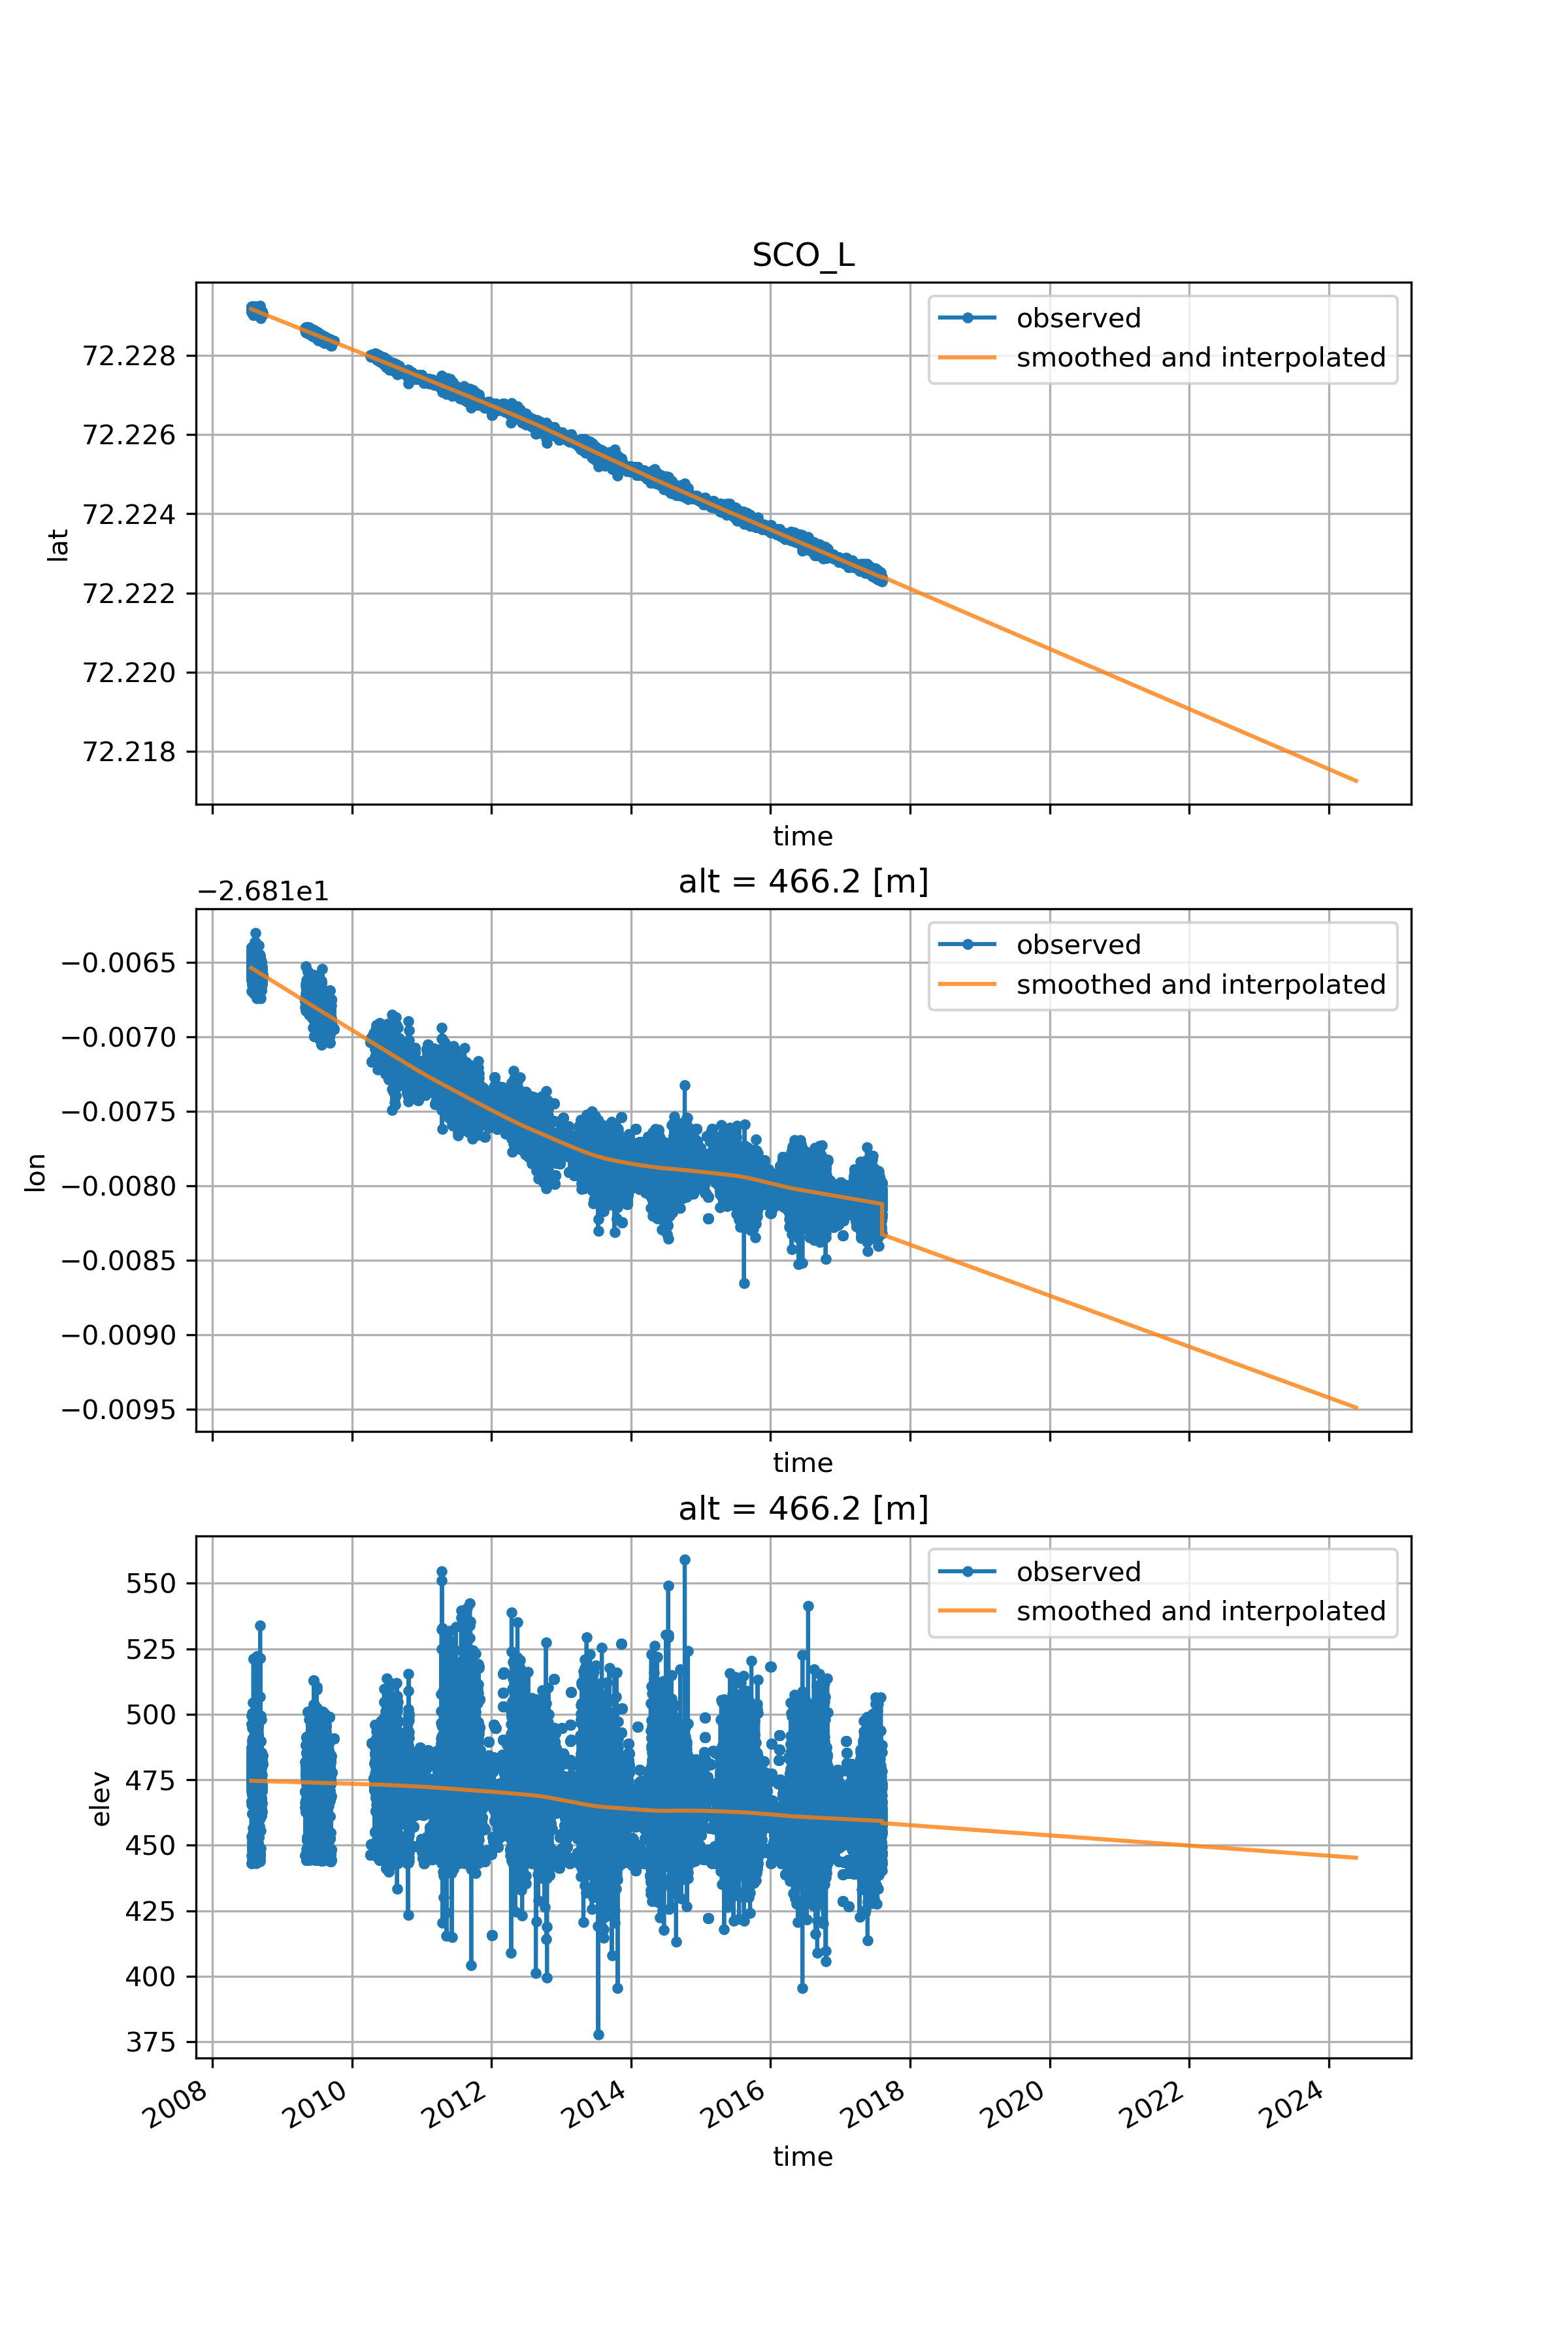 SCO_L
observed
smoothed and interpolated
72.228
72.226
72.224
72.222
72.220
72.218
lat
time
alt = 466.2 [m]
−2.681e1
observed
smoothed and interpolated
−0.0065
−0.0070
−0.0075
−0.0080
−0.0085
−0.0090
−0.0095
lon
time
alt = 466.2 [m]
observed
smoothed and interpolated
550
525
500
475
450
425
400
375
elev
2008 2010 2012 2014 2016 2018 2020 2022 2024
time